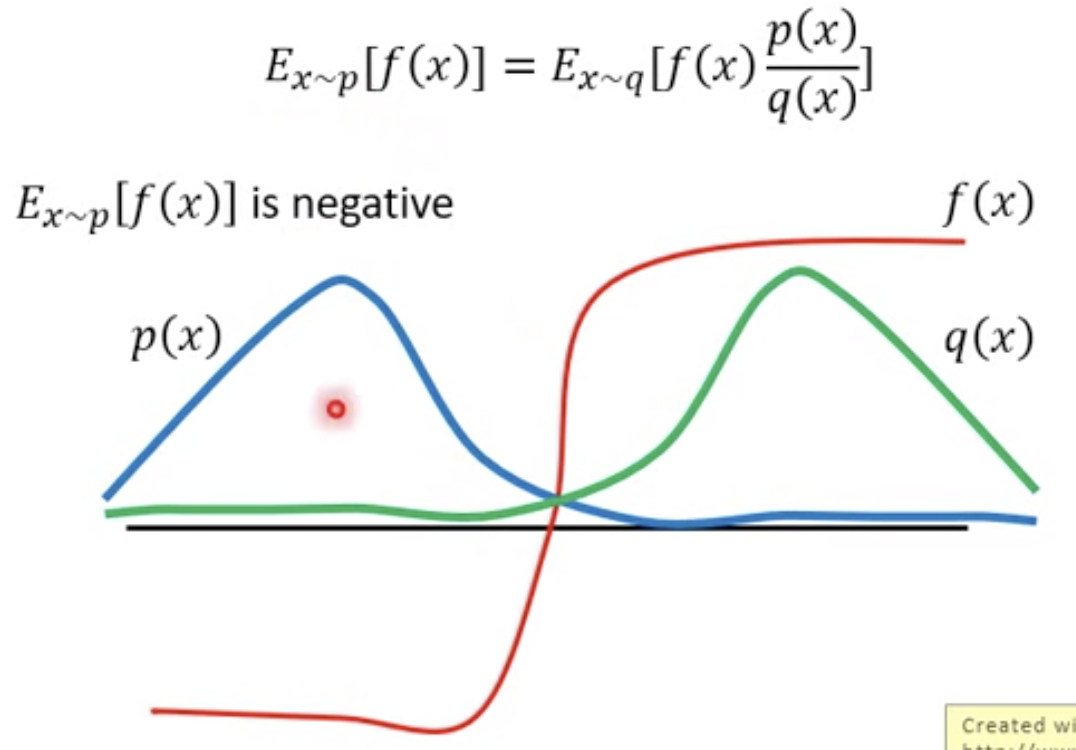 E_{x~p}[f(x)] = E_{x~q}[f(x) p(x)/q(x)]
E_{x~p}[f(x)] is negative
f(x)
p(x)
q(x)
Created wi